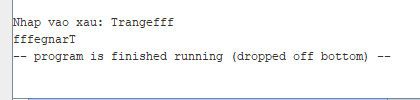 Nhap vao xau: Trangefff
fffegnarT
-- program is finished running (dropped off bottom) --